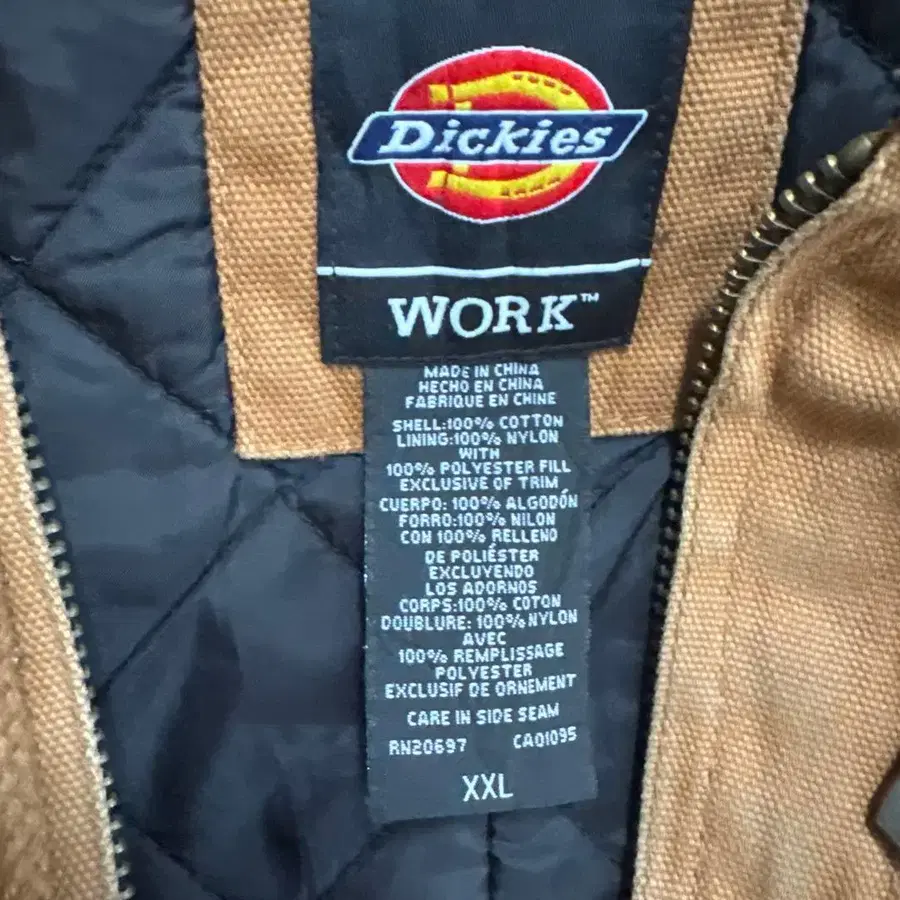 Dickies
WORK™
MADE IN CHINA
HECHO EN CHINA
FABRIQUE EN CHINE
SHELL:100% COTTON
LINING:100% NYLON
WITH
100% POLYESTER FILL
EXCLUSIVE OF TRIM
CUERPO: 100% ALGODÓN
FORRO:100% NILON
CON 100% RELLENO
DE POLIÉSTER
EXCLUYENDO
LOS ADORNOS
CORPS:100% COTON
DOUBLURE: 100% NYLON
AVEC
100% REMPLISSAGE
POLYESTER
EXCLUSIF DE ORNEMENT
CARE IN SIDE SEAM
RN20697 CA01095
XXL